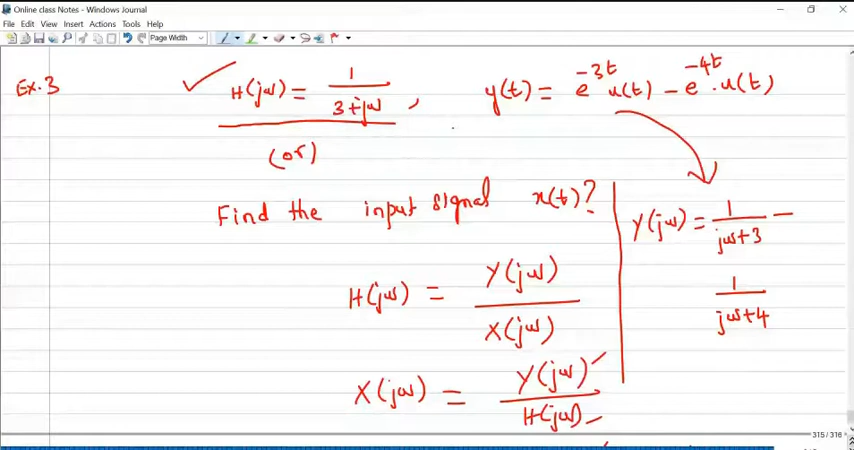 Online class Notes - Windows Journal
File Edit View Insert Actions Tools Help
Page Width
Ex.3
H(jω) = 1/(3+jω) , y(t) = e^-3t u(t) - e^-4t . u(t)
(or)
Find the input signal x(t)?
H(jω) = Y(jω)/X(jω)
X(jω) = Y(jω)/H(jω)
Y(jω) = 1/(jω+3) -
1/(jω+4)
315 / 316